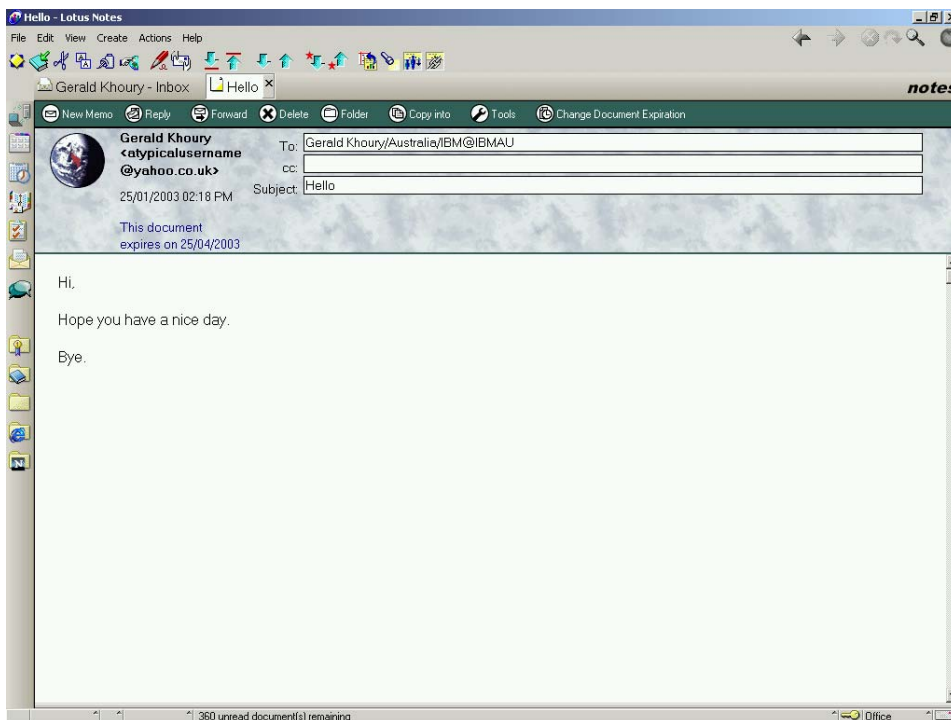 Hello - Lotus Notes
File Edit View Create Actions Help
Gerald Khoury - Inbox Hello
notes
New Memo Reply Forward Delete Folder Copy into Tools Change Document Expiration
Gerald Khoury
<atypicalusername
@yahoo.co.uk>
25/01/2003 02:18 PM
This document
expires on 25/04/2003
To: Gerald Khoury/Australia/IBM@IBMAU
cc:
Subject: Hello
Hi,
Hope you have a nice day.
Bye.
360 unread document(s) remaining
Office